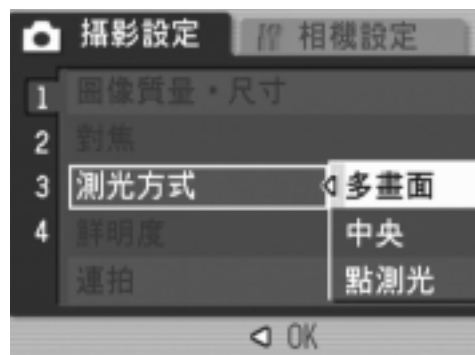 攝影設定 相機設定
1 圖像質量・尺寸
2 對焦
3 測光方式 多畫面
4 鮮明度 中央
連拍 點測光
OK